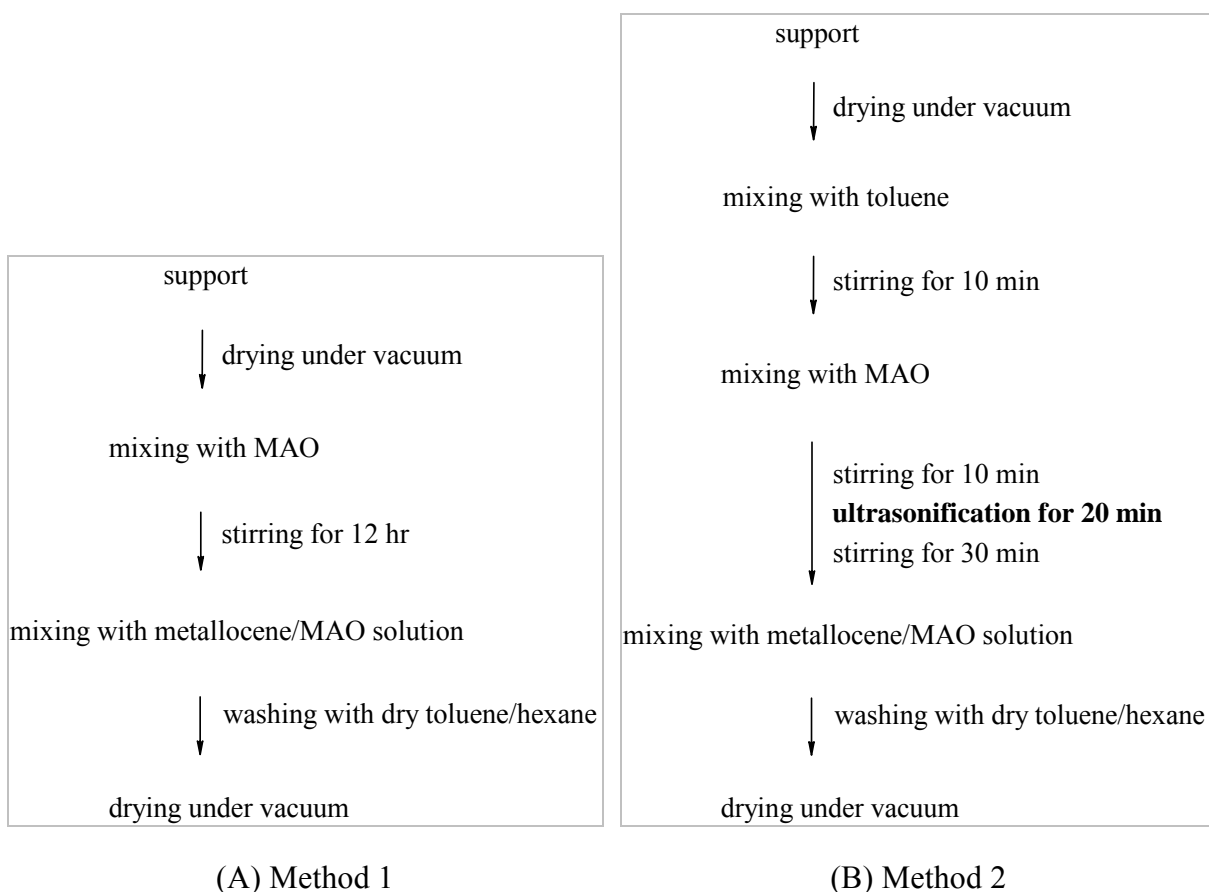 support
drying under vacuum
mixing with MAO
stirring for 12 hr
mixing with metallocene/MAO solution
washing with dry toluene/hexane
drying under vacuum
(A) Method 1
support
drying under vacuum
mixing with toluene
stirring for 10 min
mixing with MAO
stirring for 10 min
ultrasonification for 20 min
stirring for 30 min
mixing with metallocene/MAO solution
washing with dry toluene/hexane
drying under vacuum
(B) Method 2